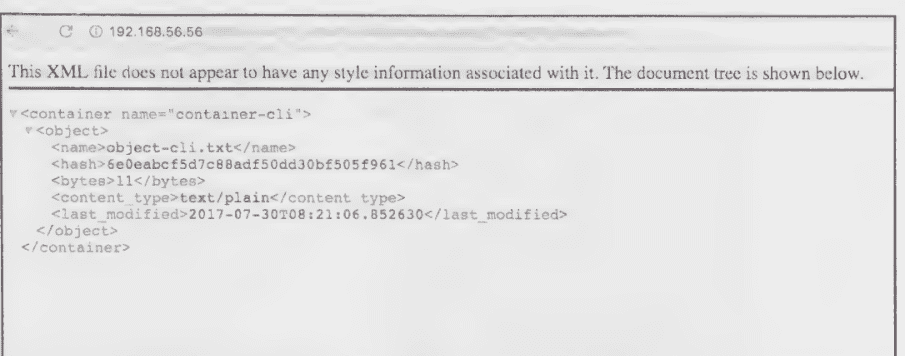 192.168.56.56
This XML file does not appear to have any style information associated with it. The document tree is shown below.
▼<container name="container-cli">
▼<object>
<name>object-cli.txt</name>
<hash>6e0eabcf5d7c88adf50dd30bf505f961</hash>
<bytes>11</bytes>
<content_type>text/plain</content type>
<last_modified>2017-07-30T08:21:06.852630</last_modified>
</object>
</container>